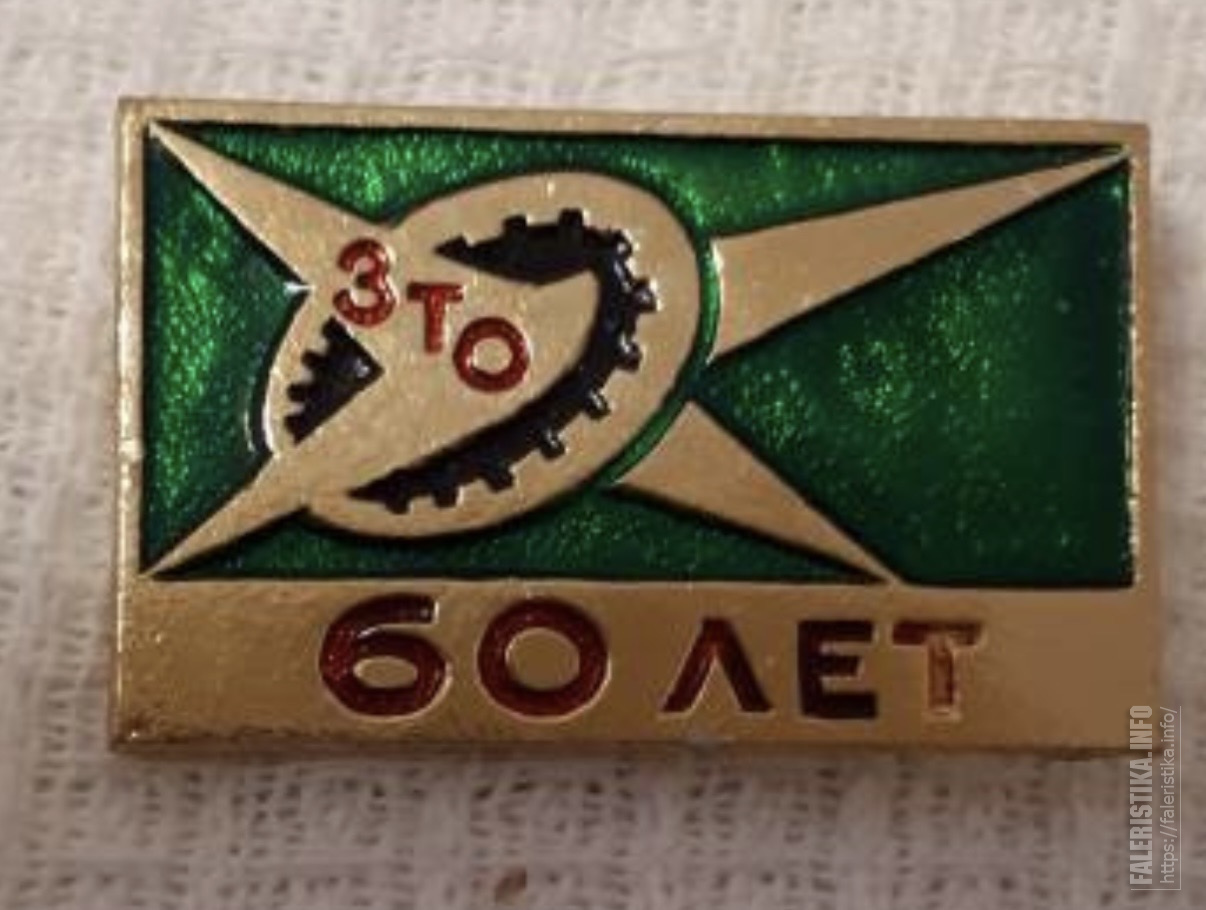 ЗТО
60 ЛЕТ
FALERISTIKA.INFO
https://faleristika.info/